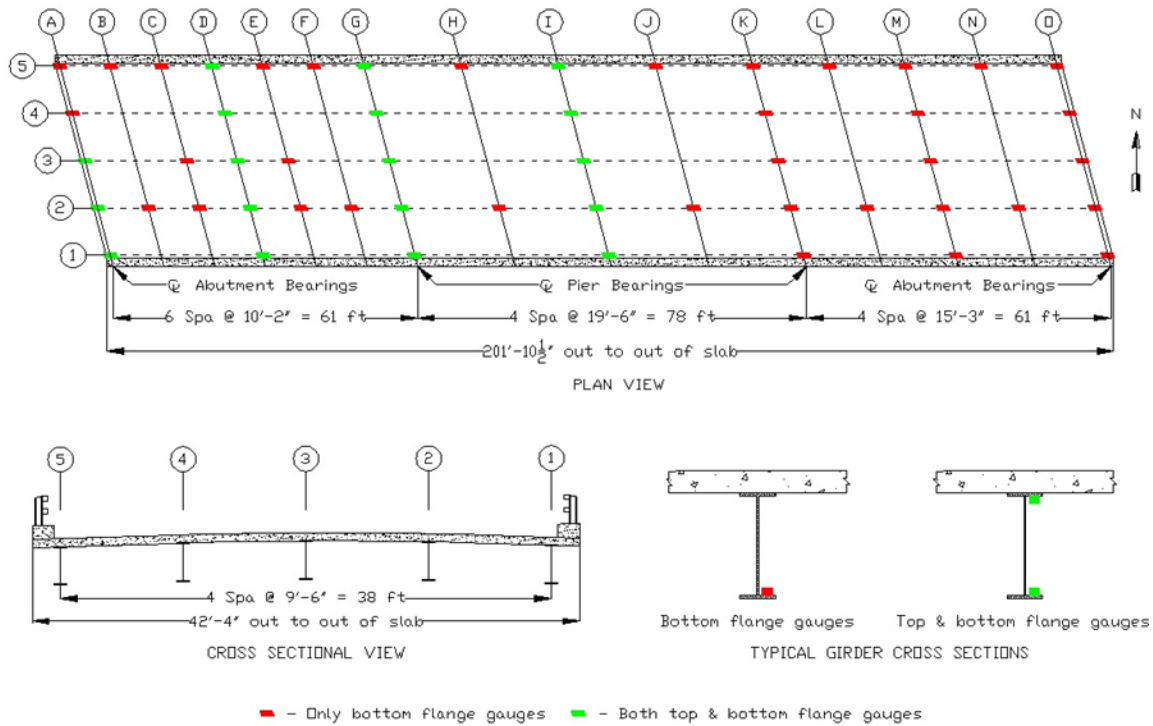 A B C D E F G H I J K L M N O
5
4
3
2
1
N
℄ Abutment Bearings ℄ Pier Bearings ℄ Abutment Bearings
6 Spa @ 10'-2" = 61 ft 4 Spa @ 19'-6" = 78 ft 4 Spa @ 15'-3" = 61 ft
201'-10 1/2" out to out of slab
PLAN VIEW
5 4 3 2 1
4 Spa @ 9'-6" = 38 ft
42'-4" out to out of slab
CROSS SECTIONAL VIEW
Bottom flange gauges Top & bottom flange gauges
TYPICAL GIRDER CROSS SECTIONS
- Only bottom flange gauges - Both top & bottom flange gauges